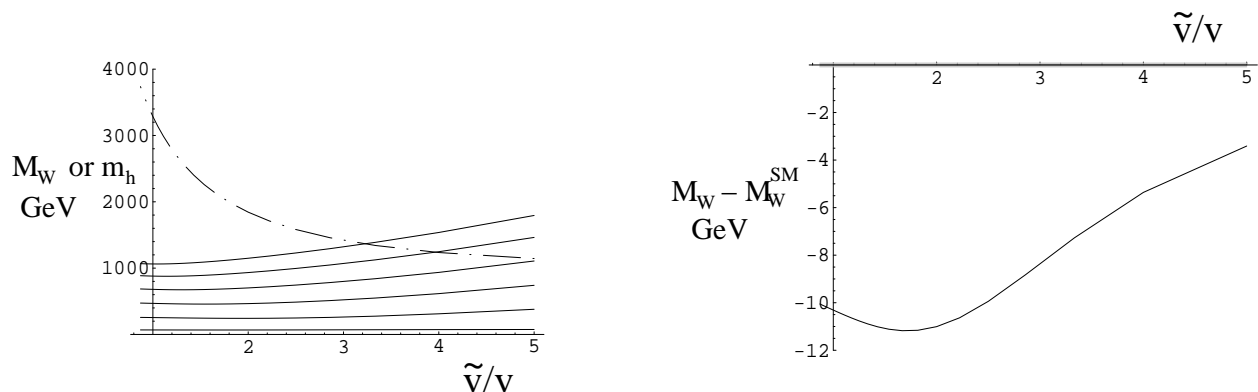 4000
3000
M_W or m_h
GeV
2000
1000
2 3 4 5
ṽ/v
ṽ/v
2 3 4 5
-2
-4
M_W – M_W^SM
GeV
-6
-8
-10
-12